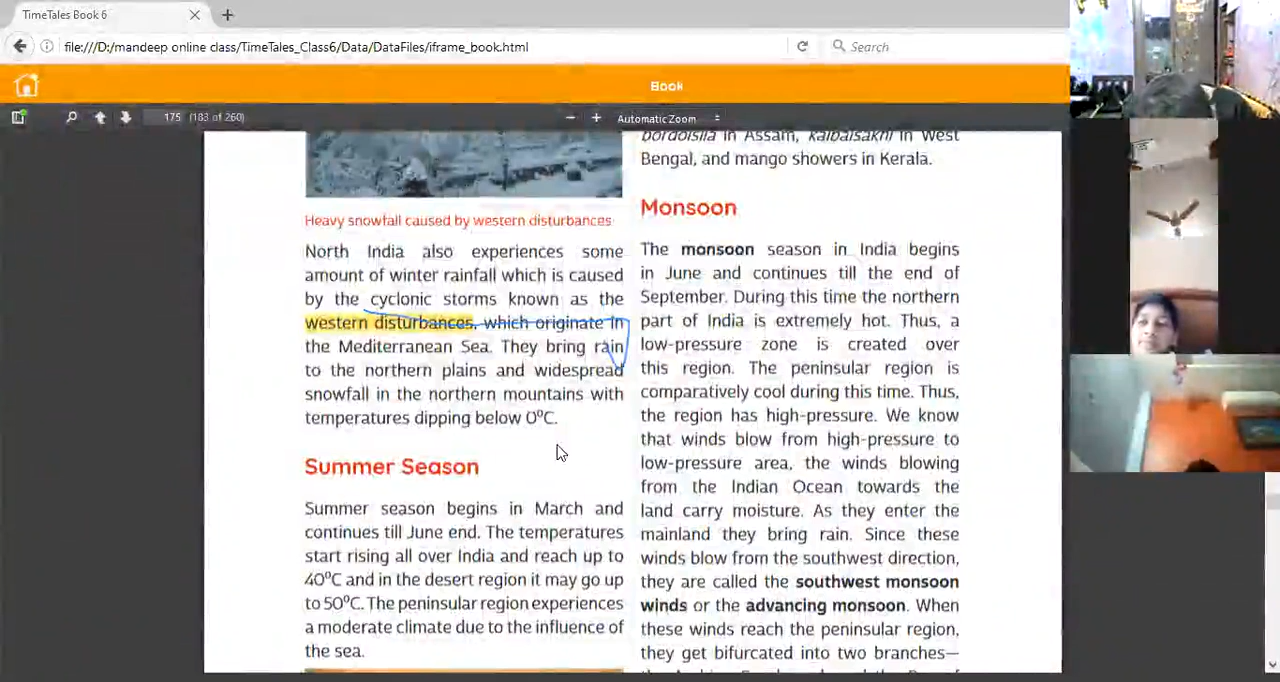 TimeTales Book 6
file:///D:/mandeep online class/TimeTales_Class6/Data/DataFiles/iframe_book.html
Search
Book
175 (183 of 260)
Automatic Zoom
Heavy snowfall caused by western disturbances
North India also experiences some
amount of winter rainfall which is caused
by the cyclonic storms known as the
western disturbances, which originate in
the Mediterranean Sea. They bring rain
to the northern plains and widespread
snowfall in the northern mountains with
temperatures dipping below 0°C.
Summer Season
Summer season begins in March and
continues till June end. The temperatures
start rising all over India and reach up to
40°C and in the desert region it may go up
to 50°C. The peninsular region experiences
a moderate climate due to the influence of
the sea.
bordoisila in Assam, kalbaisakhi in West
Bengal, and mango showers in Kerala.
Monsoon
The monsoon season in India begins
in June and continues till the end of
September. During this time the northern
part of India is extremely hot. Thus, a
low-pressure zone is created over
this region. The peninsular region is
comparatively cool during this time. Thus,
the region has high-pressure. We know
that winds blow from high-pressure to
low-pressure area, the winds blowing
from the Indian Ocean towards the
land carry moisture. As they enter the
mainland they bring rain. Since these
winds blow from the southwest direction,
they are called the southwest monsoon
winds or the advancing monsoon. When
these winds reach the peninsular region,
they get bifurcated into two branches—